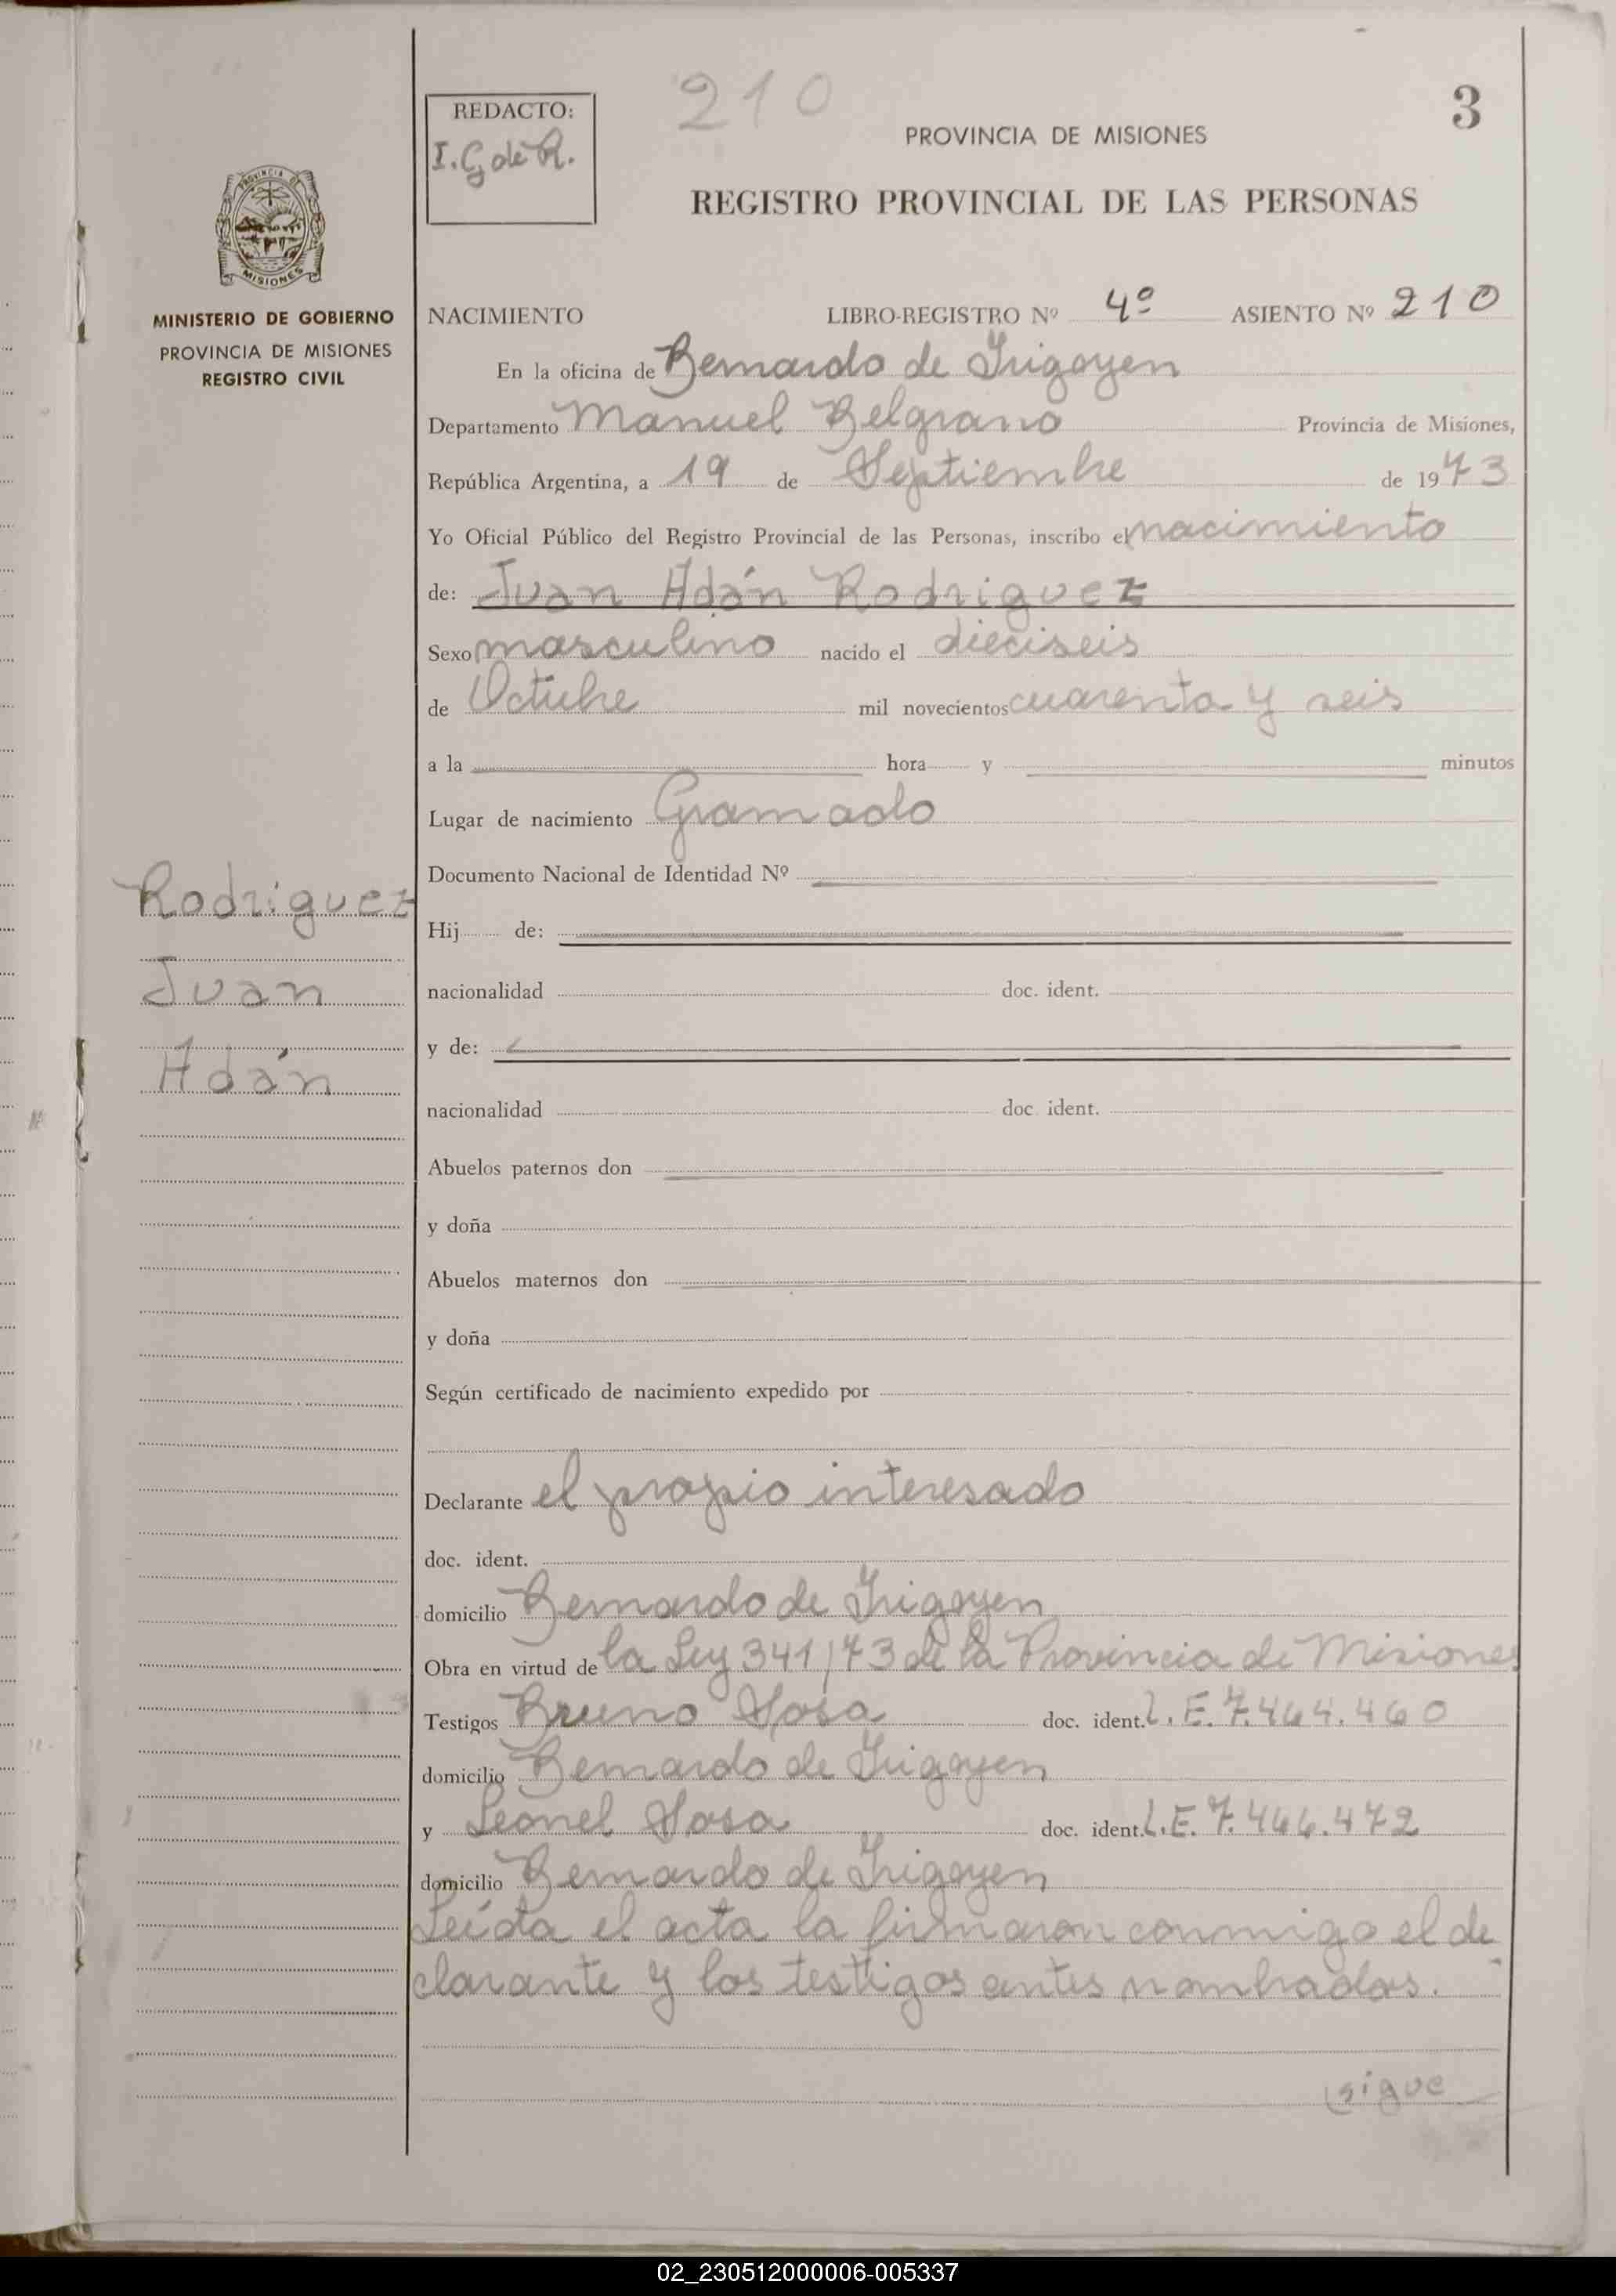 210
3
REDACTO:
I. G de R.
PROVINCIA DE MISIONES
REGISTRO PROVINCIAL DE LAS PERSONAS
PROVINCIA DE
MISIONES
MINISTERIO DE GOBIERNO
PROVINCIA DE MISIONES
REGISTRO CIVIL
Rodriguez
Juan
Adán
NACIMIENTO LIBRO-REGISTRO Nº 4º ASIENTO Nº 210
En la oficina de Bernardo de Irigoyen
Departamento Manuel Belgrano Provincia de Misiones,
República Argentina, a 19 de Septiembre de 1973
Yo Oficial Público del Registro Provincial de las Personas, inscribo el nacimiento
de: Juan Adán Rodriguez
Sexo masculino nacido el dieciseis
de Octubre mil novecientos cuarenta y seis
a la hora y minutos
Lugar de nacimiento Gramado
Documento Nacional de Identidad Nº
Hij de:
nacionalidad doc. ident.
y de:
nacionalidad doc. ident.
Abuelos paternos don
y doña
Abuelos maternos don
y doña
Según certificado de nacimiento expedido por
Declarante el propio interesado
doc. ident.
domicilio Bernardo de Irigoyen
Obra en virtud de la Ley 341/73 de la Provincia de Misiones
Testigos Bruno Sosa doc. ident. L.E. 7.464.460
domicilio Bernardo de Irigoyen
y Leonel Sosa doc. ident. L.E. 7.466.472
domicilio Bernardo de Irigoyen
Leída el acta la firmaron conmigo el de-
clarante y los testigos antes nombrados.
sigue
02_230512000006-005337